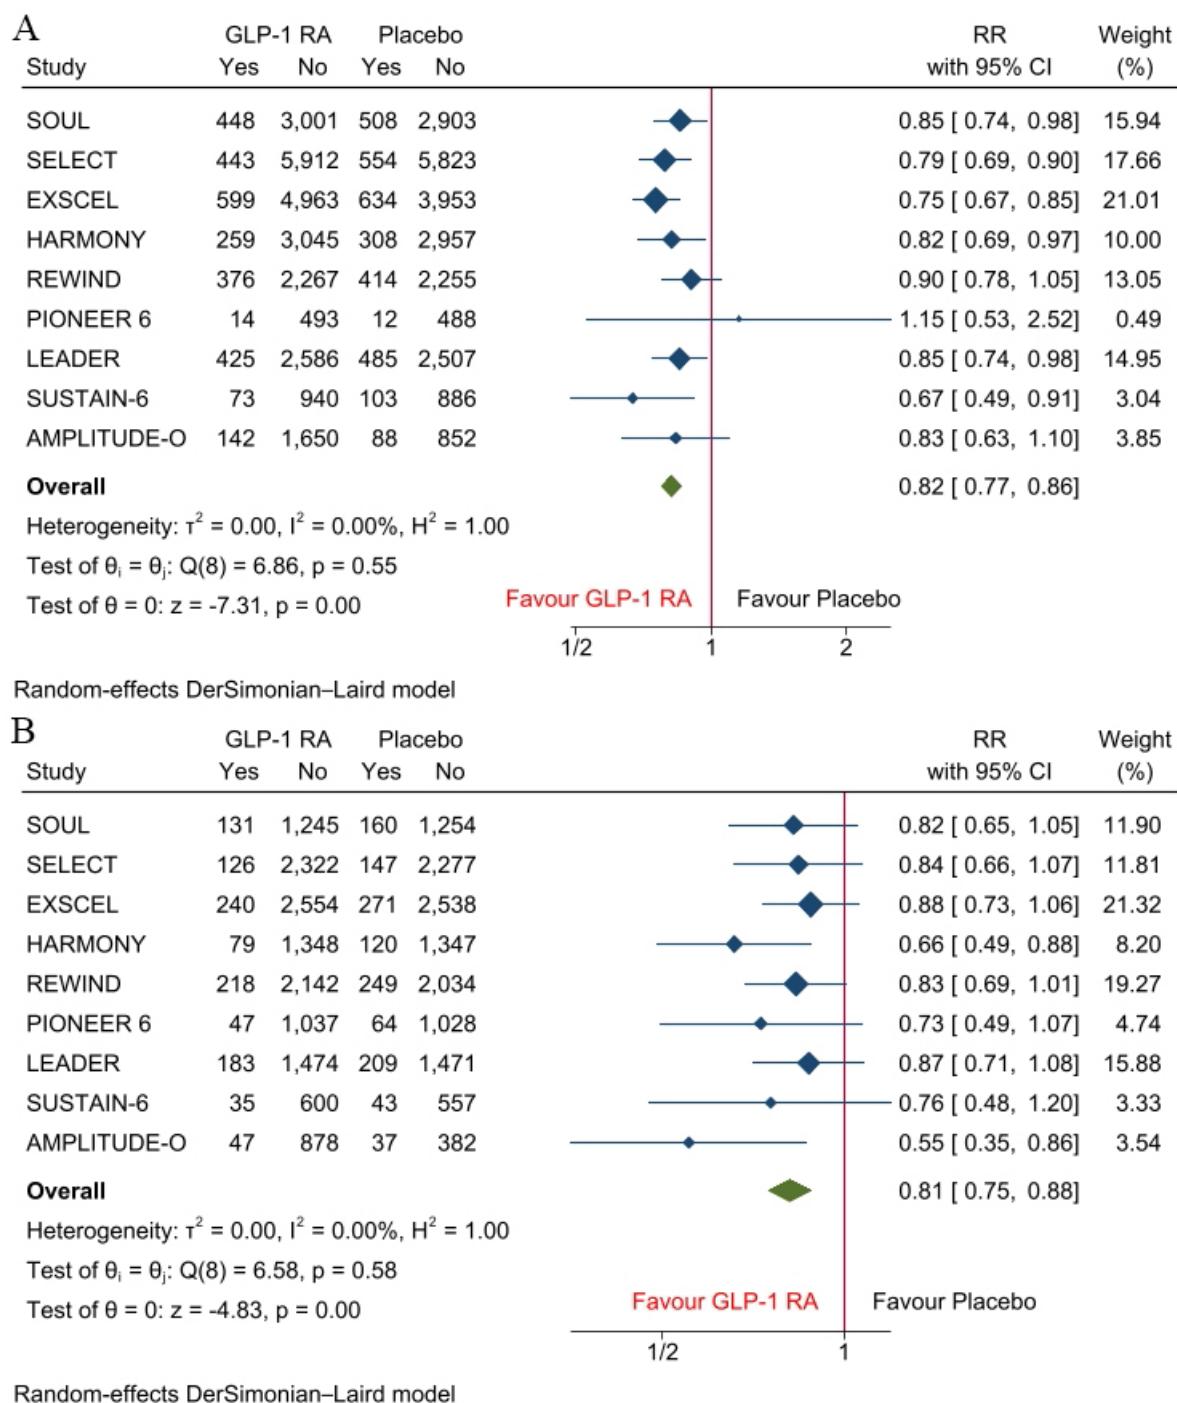 A
GLP-1 RA Placebo RR Weight
Study Yes No Yes No with 95% CI (%)
SOUL 448 3,001 508 2,903 0.85 [ 0.74, 0.98] 15.94
SELECT 443 5,912 554 5,823 0.79 [ 0.69, 0.90] 17.66
EXSCEL 599 4,963 634 3,953 0.75 [ 0.67, 0.85] 21.01
HARMONY 259 3,045 308 2,957 0.82 [ 0.69, 0.97] 10.00
REWIND 376 2,267 414 2,255 0.90 [ 0.78, 1.05] 13.05
PIONEER 6 14 493 12 488 1.15 [ 0.53, 2.52] 0.49
LEADER 425 2,586 485 2,507 0.85 [ 0.74, 0.98] 14.95
SUSTAIN-6 73 940 103 886 0.67 [ 0.49, 0.91] 3.04
AMPLITUDE-O 142 1,650 88 852 0.83 [ 0.63, 1.10] 3.85
Overall 0.82 [ 0.77, 0.86]
Heterogeneity: τ² = 0.00, I² = 0.00%, H² = 1.00
Test of θᵢ = θⱼ: Q(8) = 6.86, p = 0.55
Test of θ = 0: z = -7.31, p = 0.00
Favour GLP-1 RA Favour Placebo
1/2 1 2
Random-effects DerSimonian–Laird model
B
GLP-1 RA Placebo RR Weight
Study Yes No Yes No with 95% CI (%)
SOUL 131 1,245 160 1,254 0.82 [ 0.65, 1.05] 11.90
SELECT 126 2,322 147 2,277 0.84 [ 0.66, 1.07] 11.81
EXSCEL 240 2,554 271 2,538 0.88 [ 0.73, 1.06] 21.32
HARMONY 79 1,348 120 1,347 0.66 [ 0.49, 0.88] 8.20
REWIND 218 2,142 249 2,034 0.83 [ 0.69, 1.01] 19.27
PIONEER 6 47 1,037 64 1,028 0.73 [ 0.49, 1.07] 4.74
LEADER 183 1,474 209 1,471 0.87 [ 0.71, 1.08] 15.88
SUSTAIN-6 35 600 43 557 0.76 [ 0.48, 1.20] 3.33
AMPLITUDE-O 47 878 37 382 0.55 [ 0.35, 0.86] 3.54
Overall 0.81 [ 0.75, 0.88]
Heterogeneity: τ² = 0.00, I² = 0.00%, H² = 1.00
Test of θᵢ = θⱼ: Q(8) = 6.58, p = 0.58
Test of θ = 0: z = -4.83, p = 0.00
Favour GLP-1 RA Favour Placebo
1/2 1
Random-effects DerSimonian–Laird model